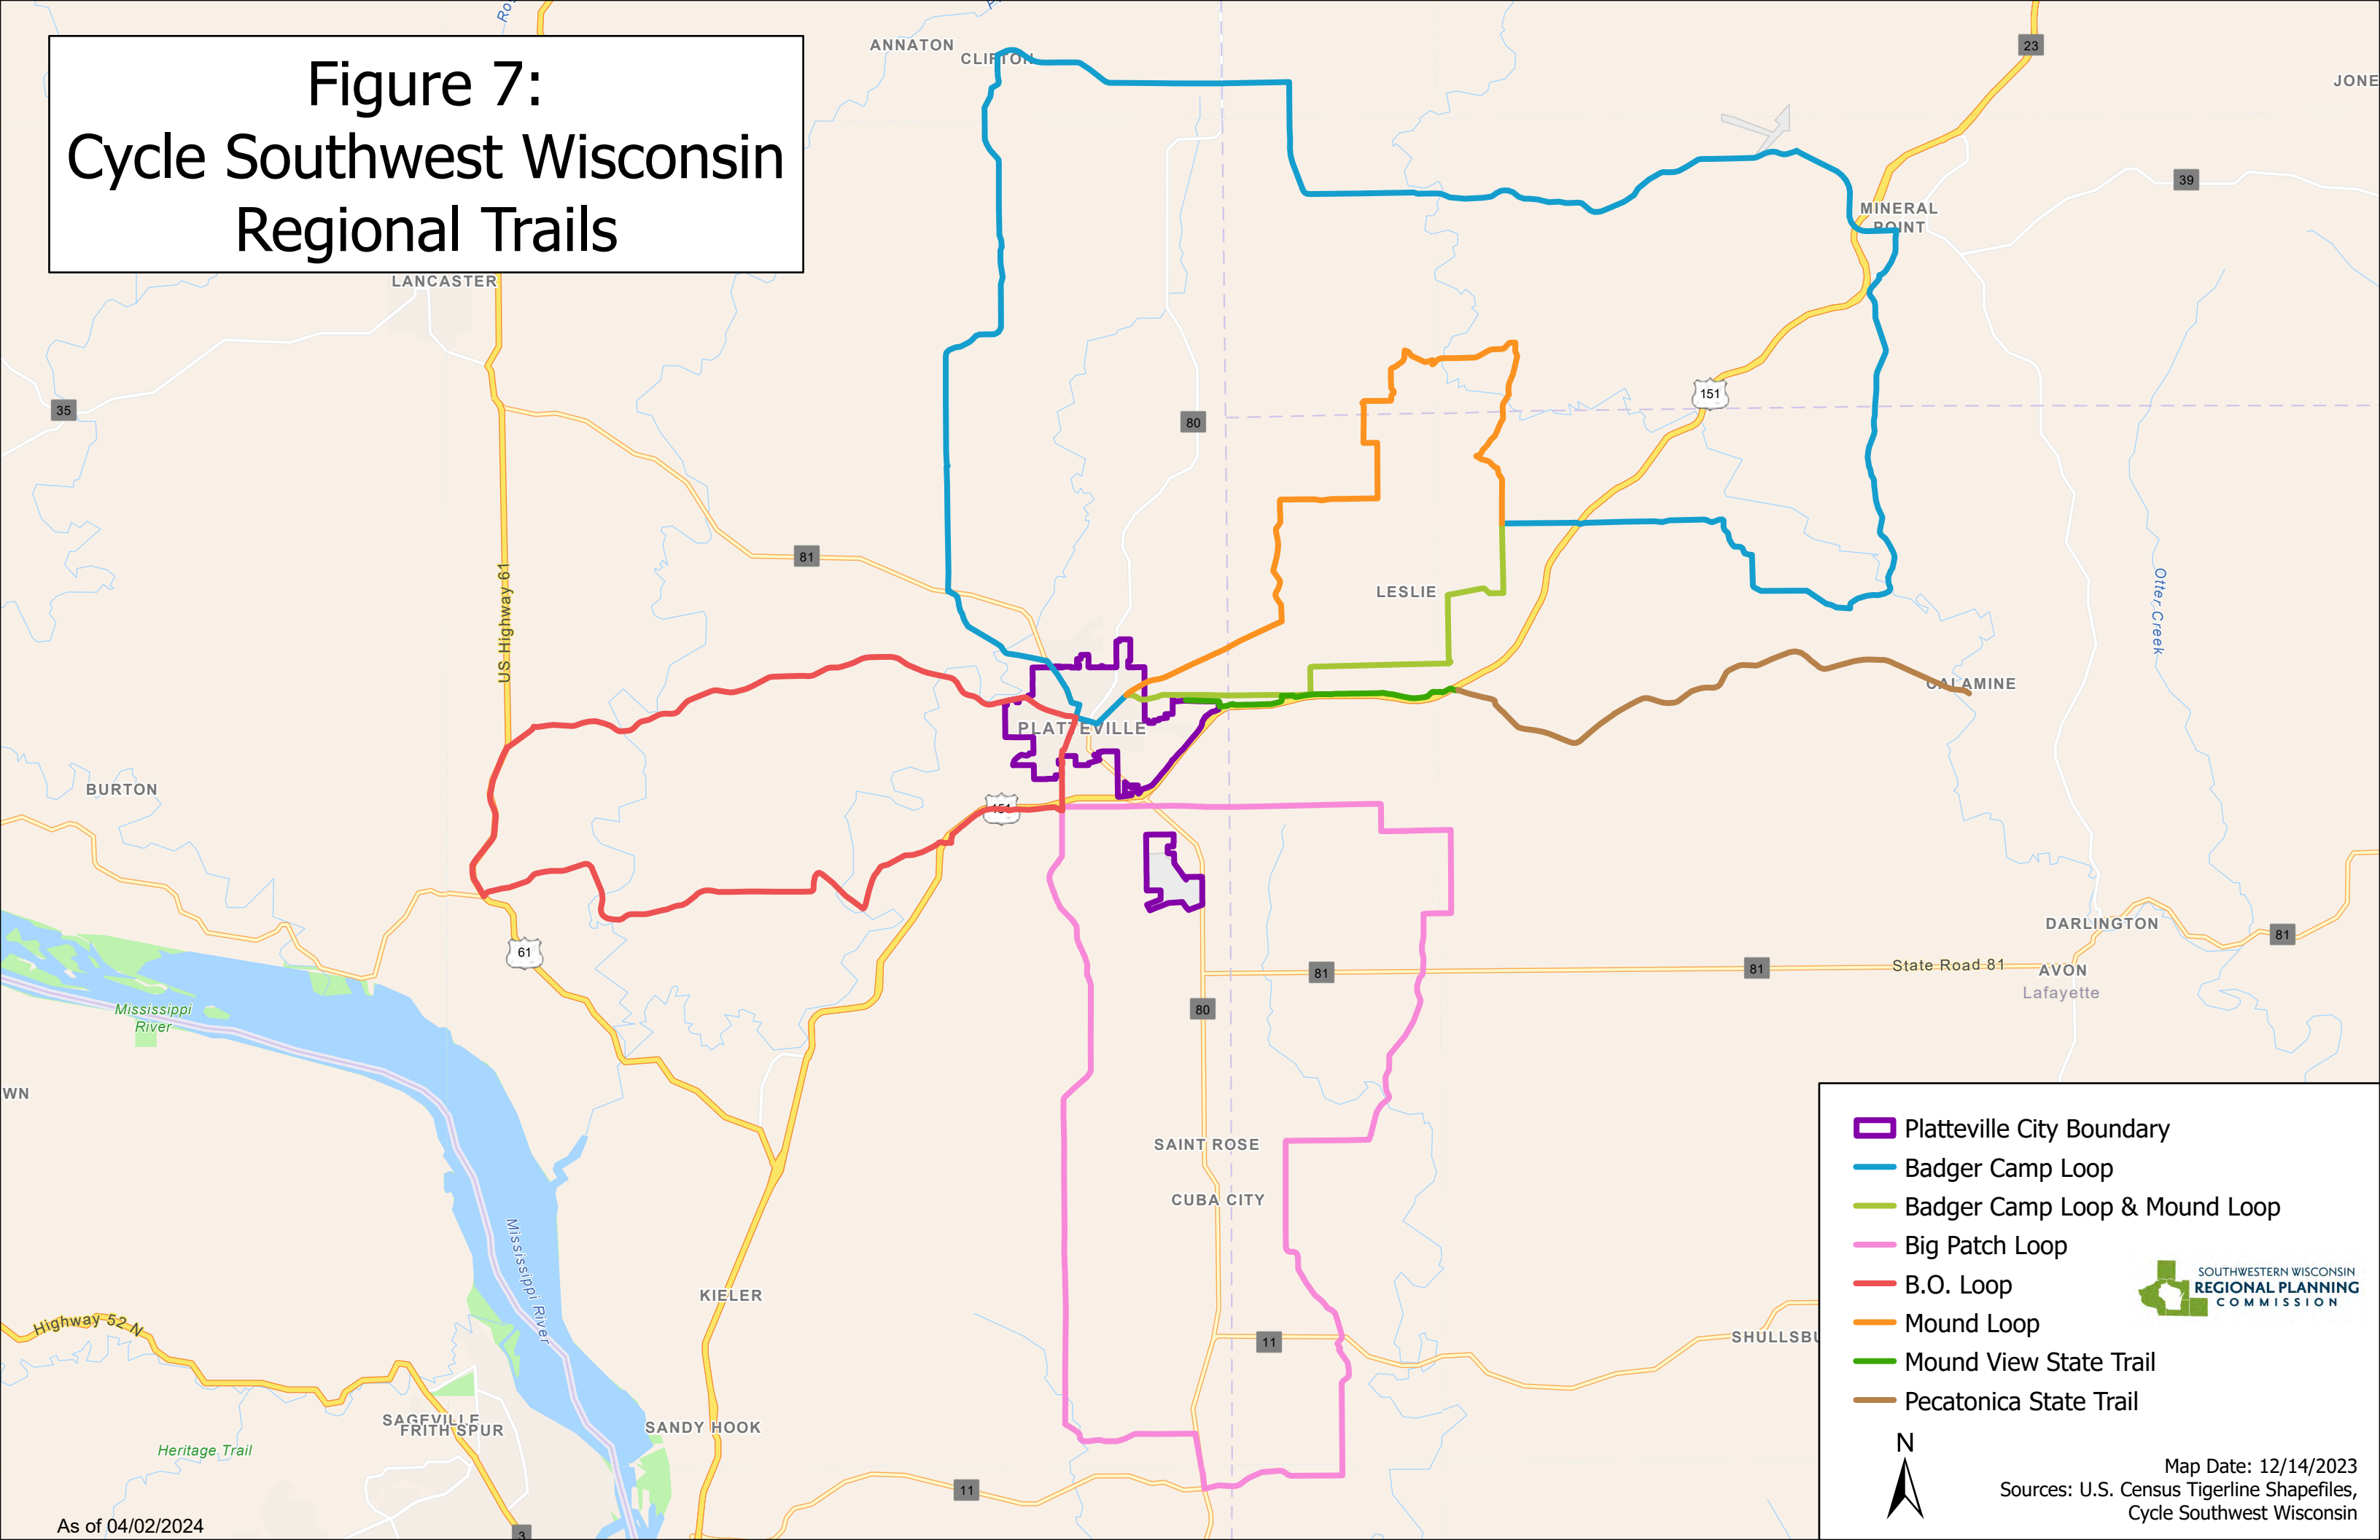 Figure 7:
Cycle Southwest Wisconsin
Regional Trails
ANNATON
CLIFTON
23
JONE
39
MINERAL
POINT
LANCASTER
35
80
151
81
US Highway 61
LESLIE
Otter Creek
CALAMINE
PLATTEVILLE
BURTON
151
61
DARLINGTON
81
81
81
State Road 81
AVON
Lafayette
80
Mississippi
River
WN
SAINT ROSE
CUBA CITY
Mississippi River
KIELER
Highway 52 N
11
SHULLSBU
SAGEVILLE
FRITH SPUR
SANDY HOOK
Heritage Trail
11
3
As of 04/02/2024
Platteville City Boundary
Badger Camp Loop
Badger Camp Loop & Mound Loop
Big Patch Loop
B.O. Loop
Mound Loop
Mound View State Trail
Pecatonica State Trail
SOUTHWESTERN WISCONSIN
REGIONAL PLANNING
COMMISSION
N
Map Date: 12/14/2023
Sources: U.S. Census Tigerline Shapefiles,
Cycle Southwest Wisconsin